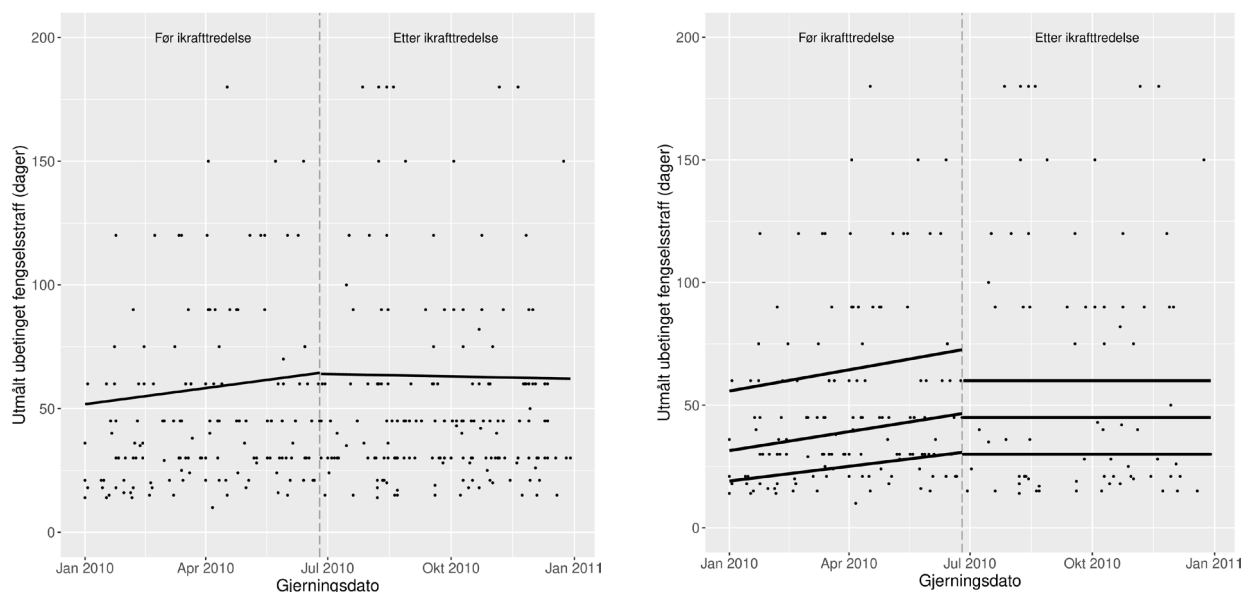 Utmålt ubetinget fengselsstraff (dager)
200
150
100
50
0
Før ikrafttredelse
Etter ikrafttredelse
Jan 2010
Apr 2010
Jul 2010
Okt 2010
Jan 2011
Gjerningsdato
Utmålt ubetinget fengselsstraff (dager)
200
150
100
50
0
Før ikrafttredelse
Etter ikrafttredelse
Jan 2010
Apr 2010
Jul 2010
Okt 2010
Jan 2011
Gjerningsdato